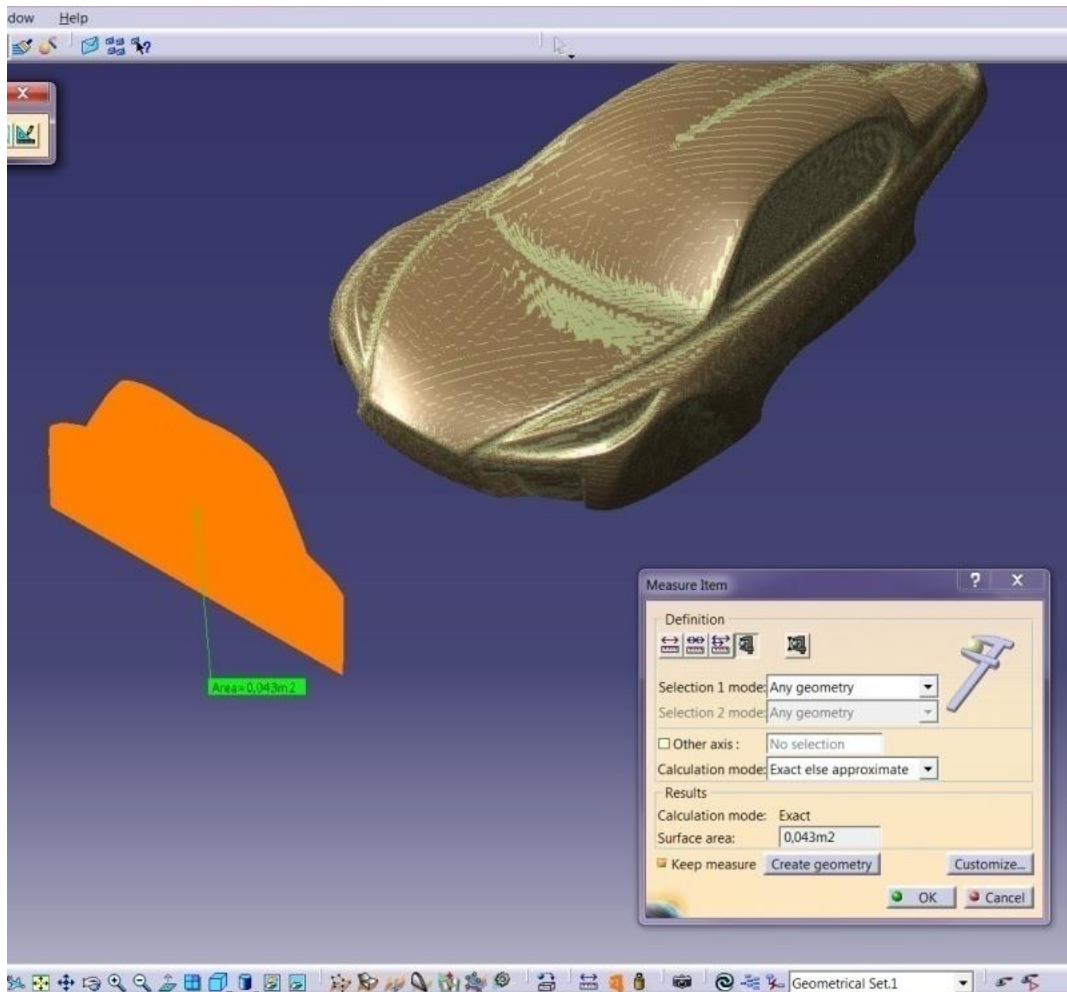 dow Help
X
Area=0,043m2
Measure Item ? X
Definition
Selection 1 mode: Any geometry
Selection 2 mode: Any geometry
Other axis : No selection
Calculation mode: Exact else approximate
Results
Calculation mode: Exact
Surface area: 0,043m2
Keep measure Create geometry Customize...
OK Cancel
Geometrical Set.1